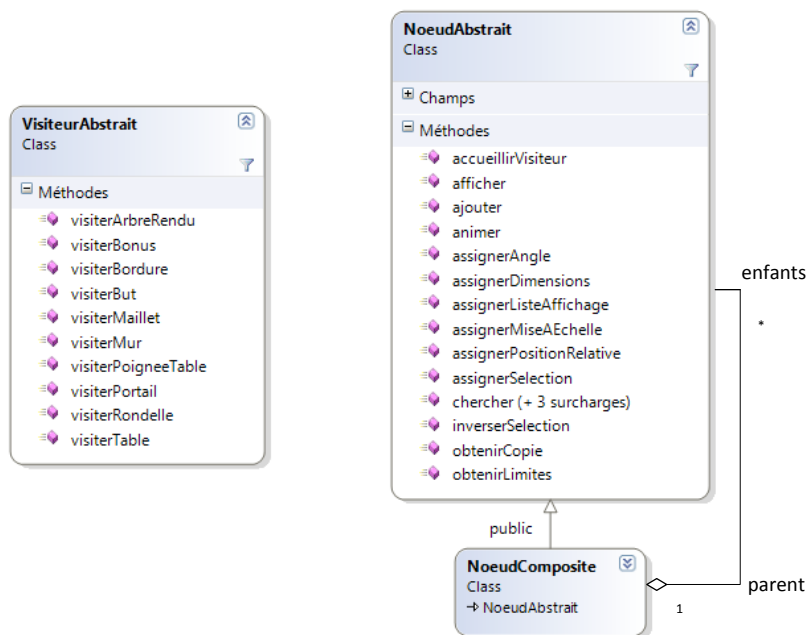 VisiteurAbstrait
Class
Méthodes
visiterArbreRendu
visiterBonus
visiterBordure
visiterBut
visiterMaillet
visiterMur
visiterPoigneeTable
visiterPortail
visiterRondelle
visiterTable
NoeudAbstrait
Class
Champs
Méthodes
accueillirVisiteur
afficher
ajouter
animer
assignerAngle
assignerDimensions
assignerListeAffichage
assignerMiseAEchelle
assignerPositionRelative
assignerSelection
chercher (+ 3 surcharges)
inverserSelection
obtenirCopie
obtenirLimites
enfants
*
public
NoeudComposite
Class
NoeudAbstrait
parent
1